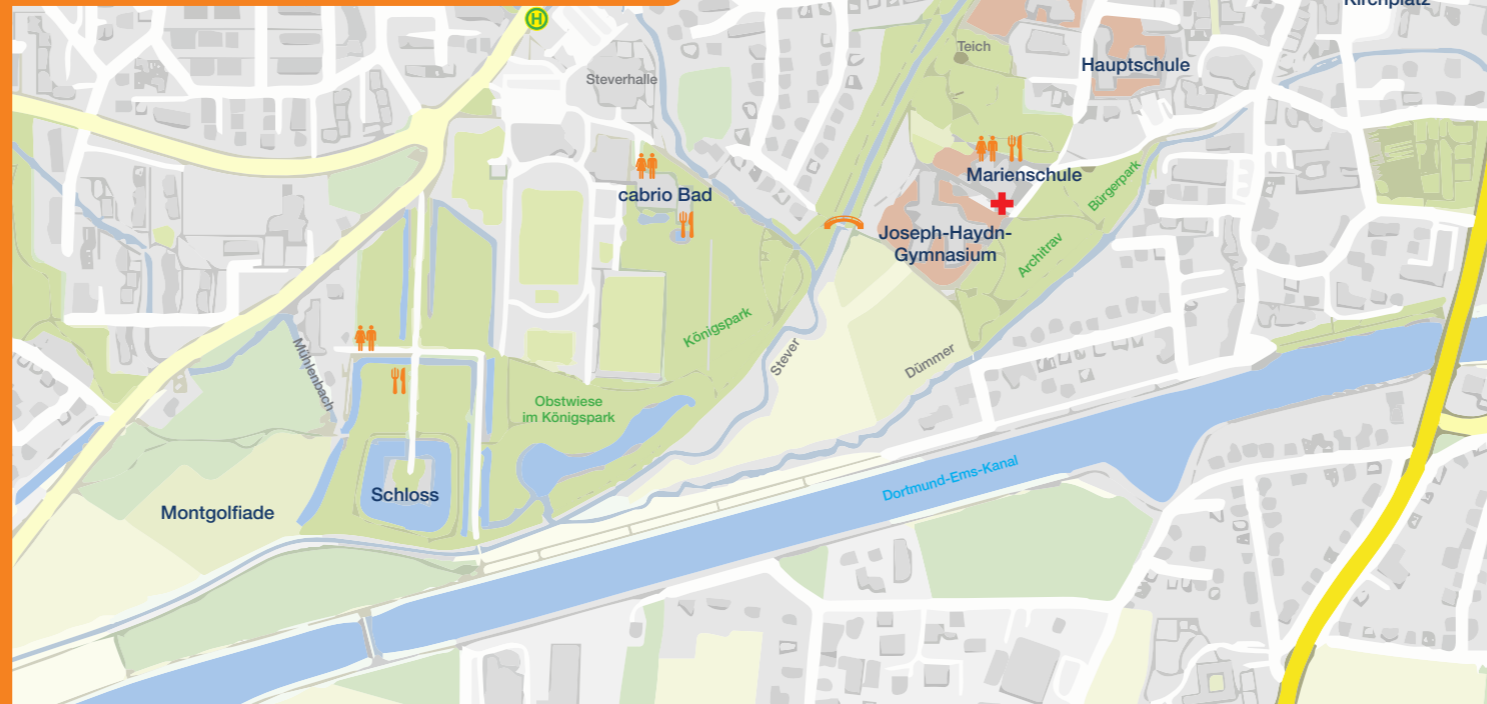 Kirchplatz
H
Teich
Hauptschule
Steverhalle
Marienschule
cabrio Bad
Bürgerpark
Joseph-Haydn-
Gymnasium
Architrav
Königspark
Mühlenbach
Stever
Dümmer
Obstwiese
im Königspark
Dortmund-Ems-Kanal
Schloss
Montgolfiade